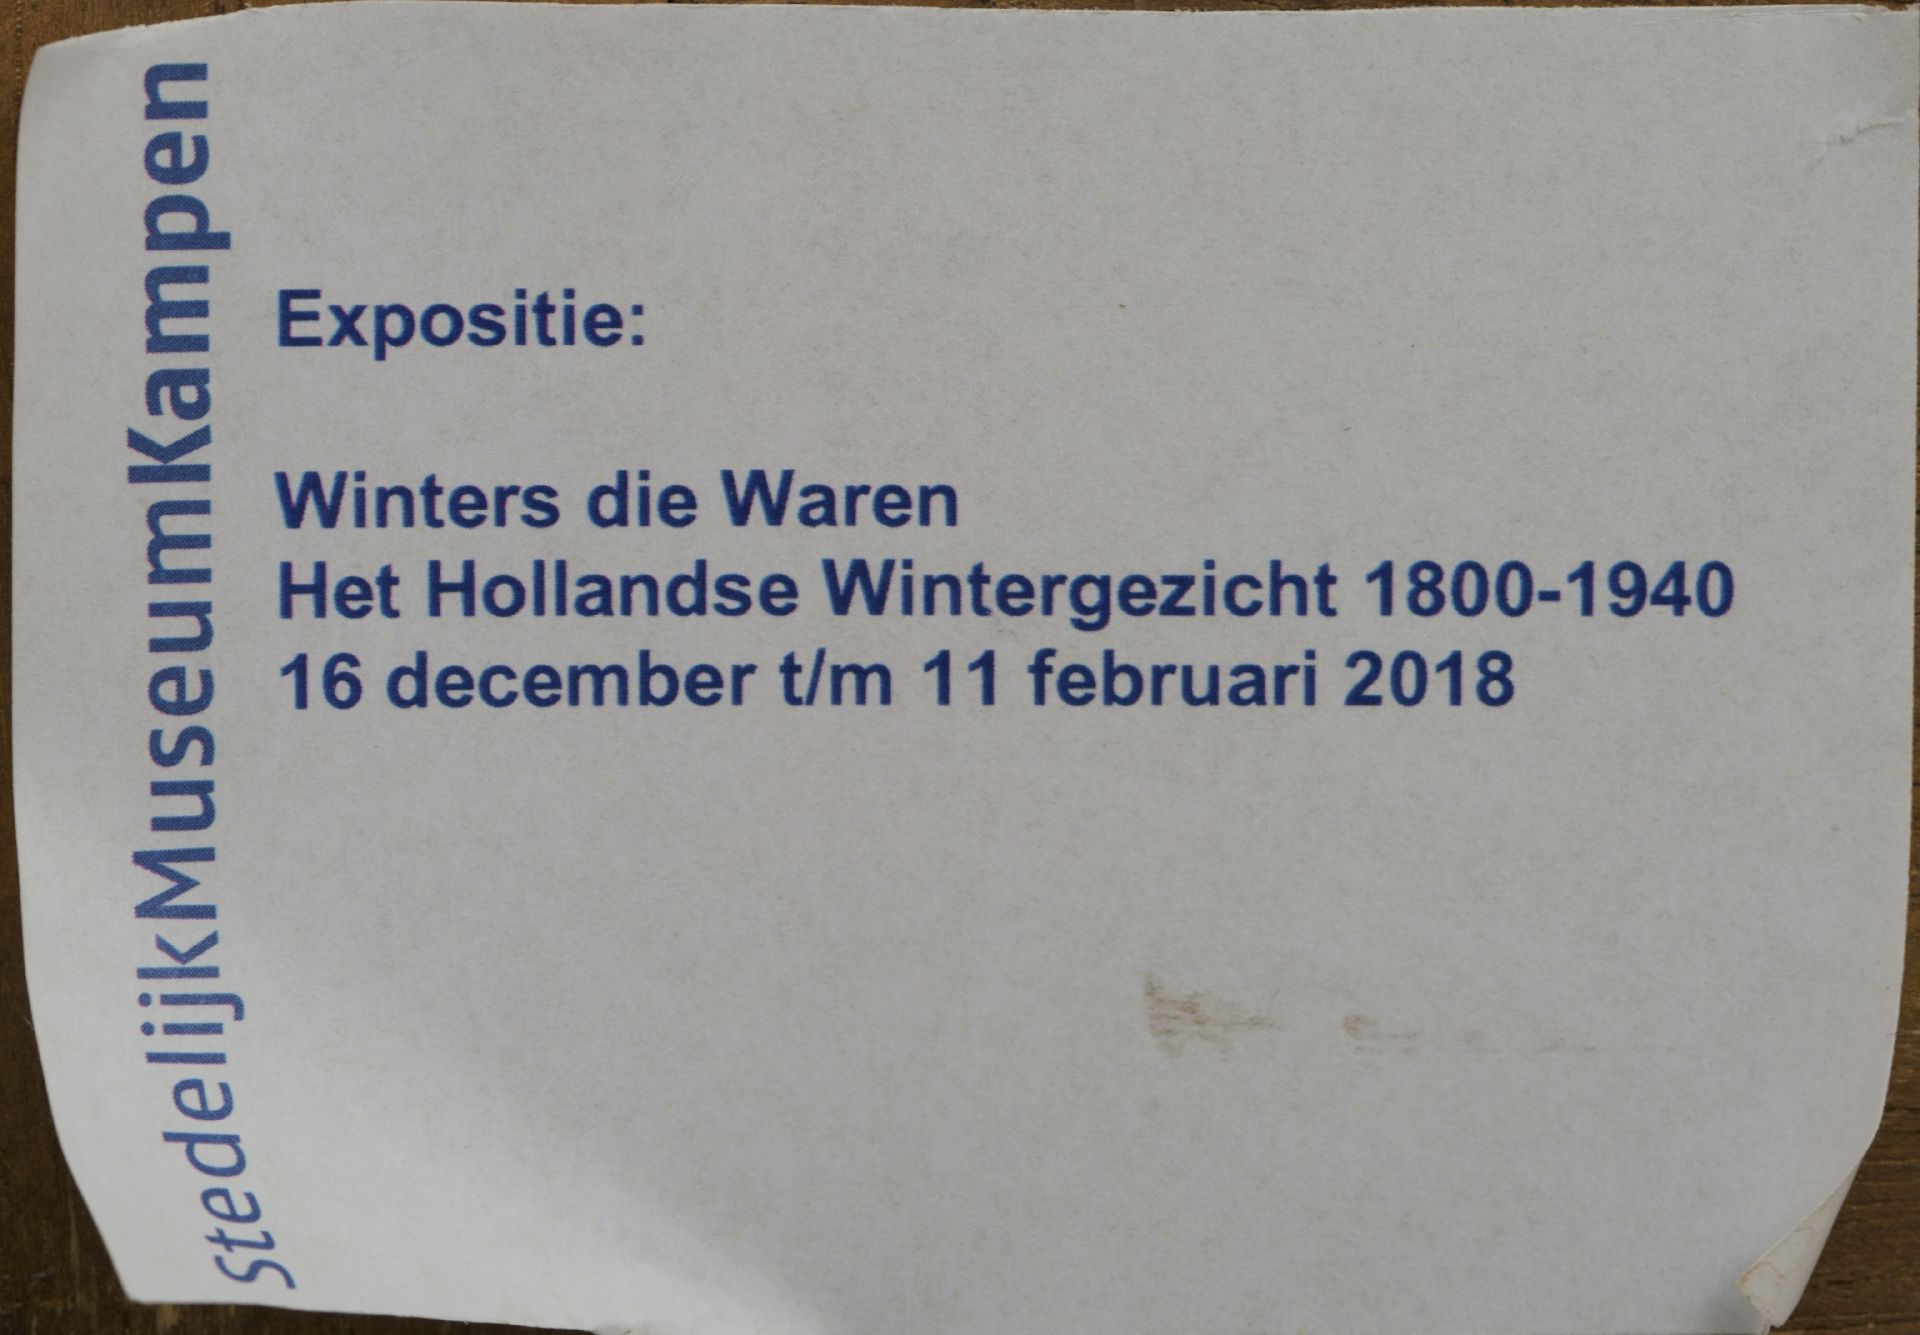 StedelijkMuseumKampen
Expositie:
Winters die Waren
Het Hollandse Wintergezicht 1800-1940
16 december t/m 11 februari 2018